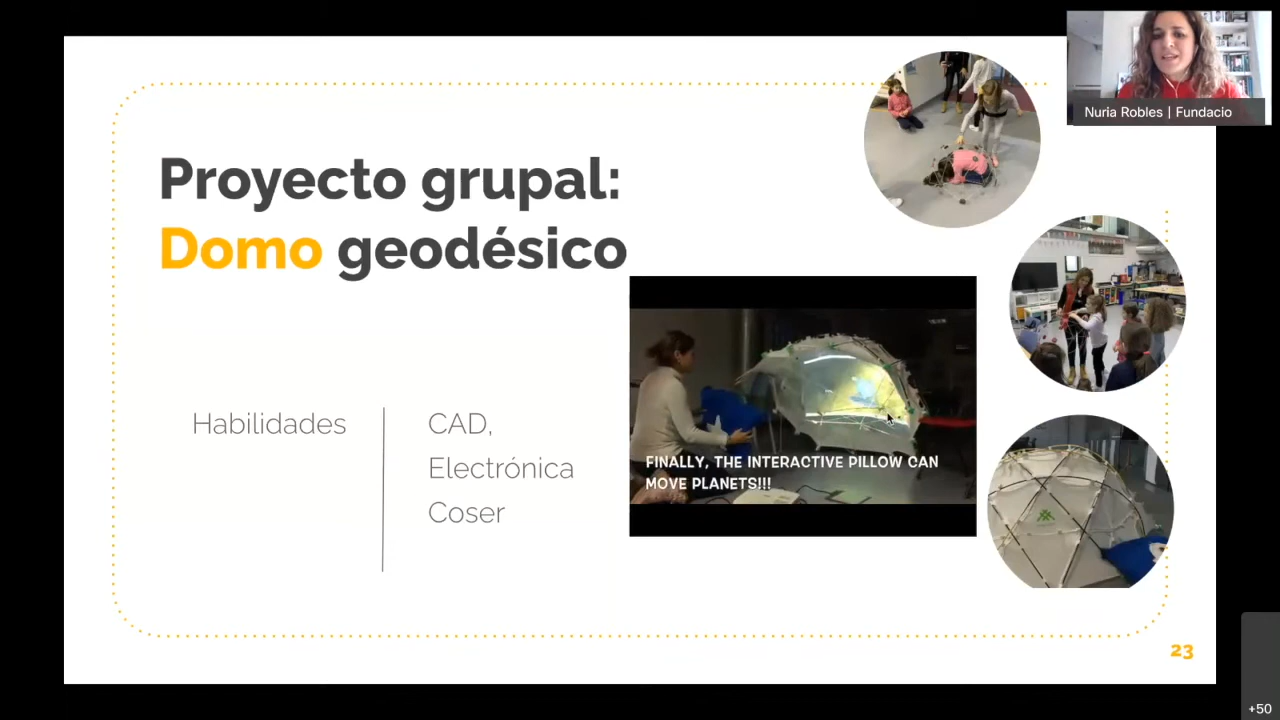 Nuria Robles | Fundacio
Proyecto grupal:
Domo geodésico
Habilidades
CAD,
Electrónica
Coser
FINALLY, THE INTERACTIVE PILLOW CAN
MOVE PLANETS!!!
23
+50